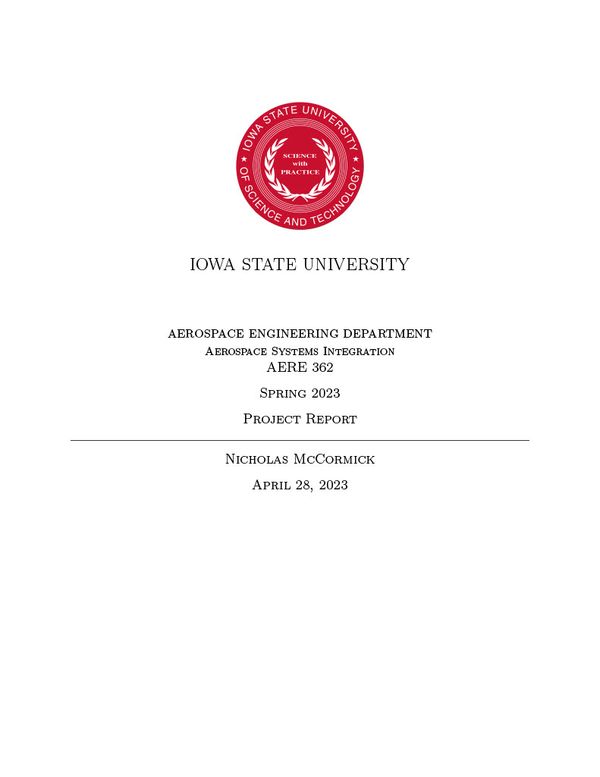 IOWA STATE UNIVERSITY
OF SCIENCE AND TECHNOLOGY
SCIENCE
with
PRACTICE
IOWA STATE UNIVERSITY
AEROSPACE ENGINEERING DEPARTMENT
Aerospace Systems Integration
AERE 362
Spring 2023
Project Report
Nicholas McCormick
April 28, 2023